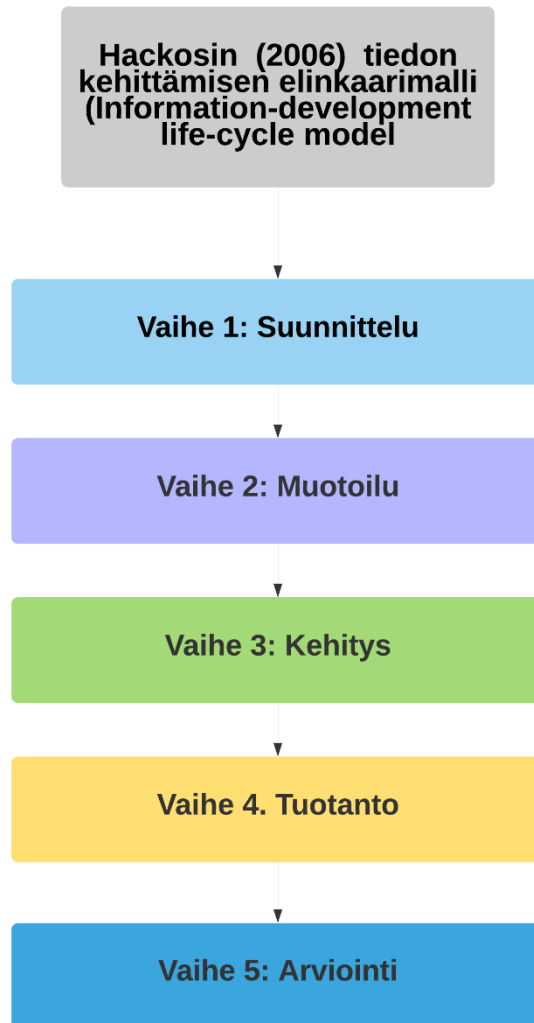 Hackosin (2006) tiedon
kehittämisen elinkaarimalli
(Information-development
life-cycle model
Vaihe 1: Suunnittelu
Vaihe 2: Muotoilu
Vaihe 3: Kehitys
Vaihe 4. Tuotanto
Vaihe 5: Arviointi